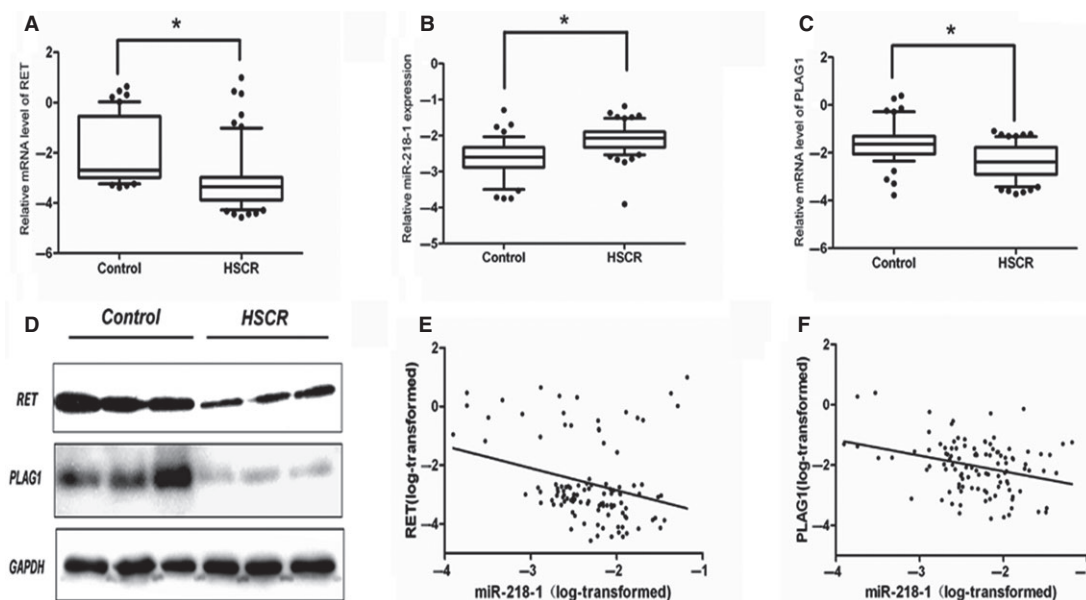 A
*
Relative mRNA level of RET
2
0
–2
–4
–6
Control
HSCR
B
*
Relative miR-218-1 expression
0
–1
–2
–3
–4
–5
Control
HSCR
C
*
Relative mRNA level of PLAG1
2
0
–2
–4
–6
Control
HSCR
D
Control
HSCR
RET
PLAG1
GAPDH
E
RET(log-transformed)
2
0
–2
–4
–4
–3
–2
–1
miR-218-1 (log-transformed)
F
PLAG1(log-transformed)
2
0
–2
–4
–4
–3
–2
–1
miR-218-1 (log-transformed)